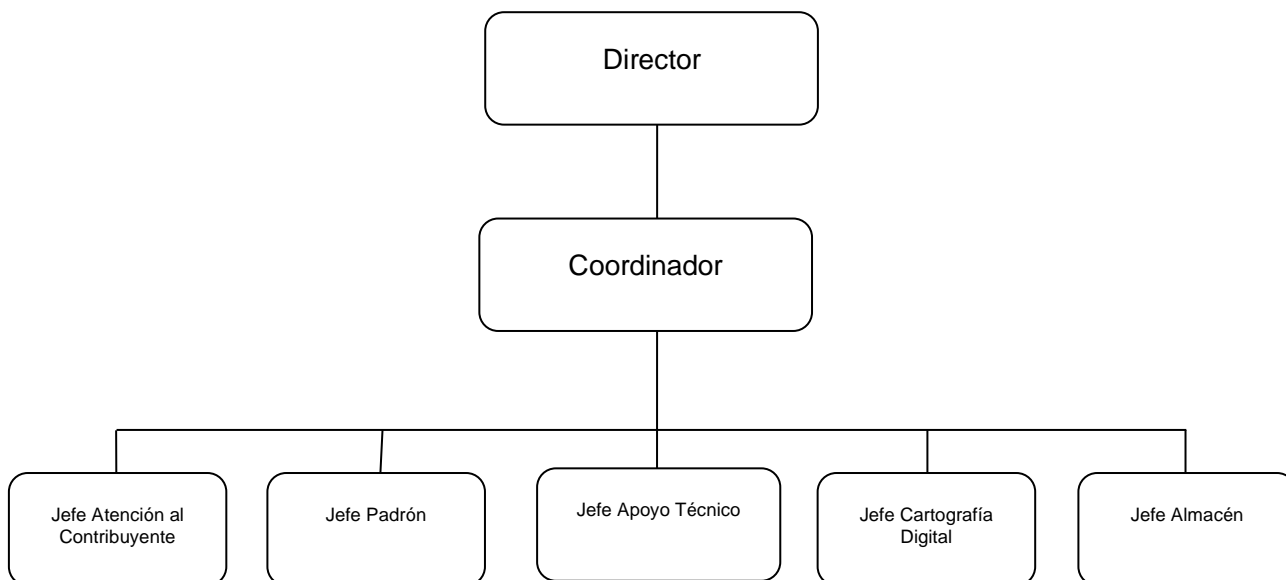 Director
Coordinador
Jefe Atención al
Contribuyente
Jefe Padrón
Jefe Apoyo Técnico
Jefe Cartografía
Digital
Jefe Almacén